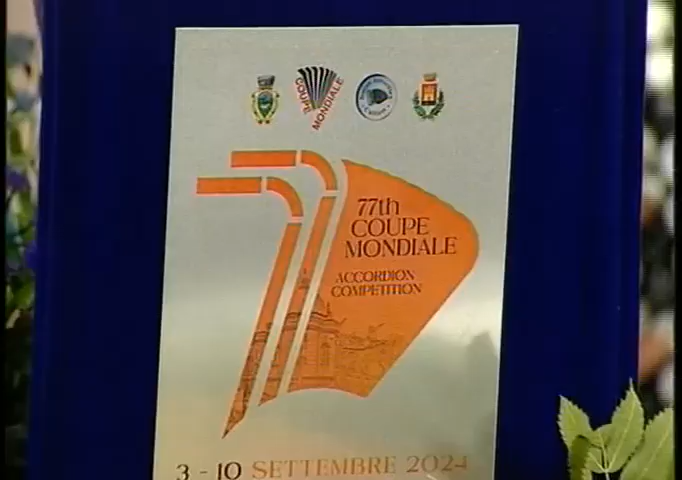 COUPE
MONDIALE
77th
COUPE
MONDIALE
ACCORDION
COMPETITION
3 - 10 SETTEMBRE 2024